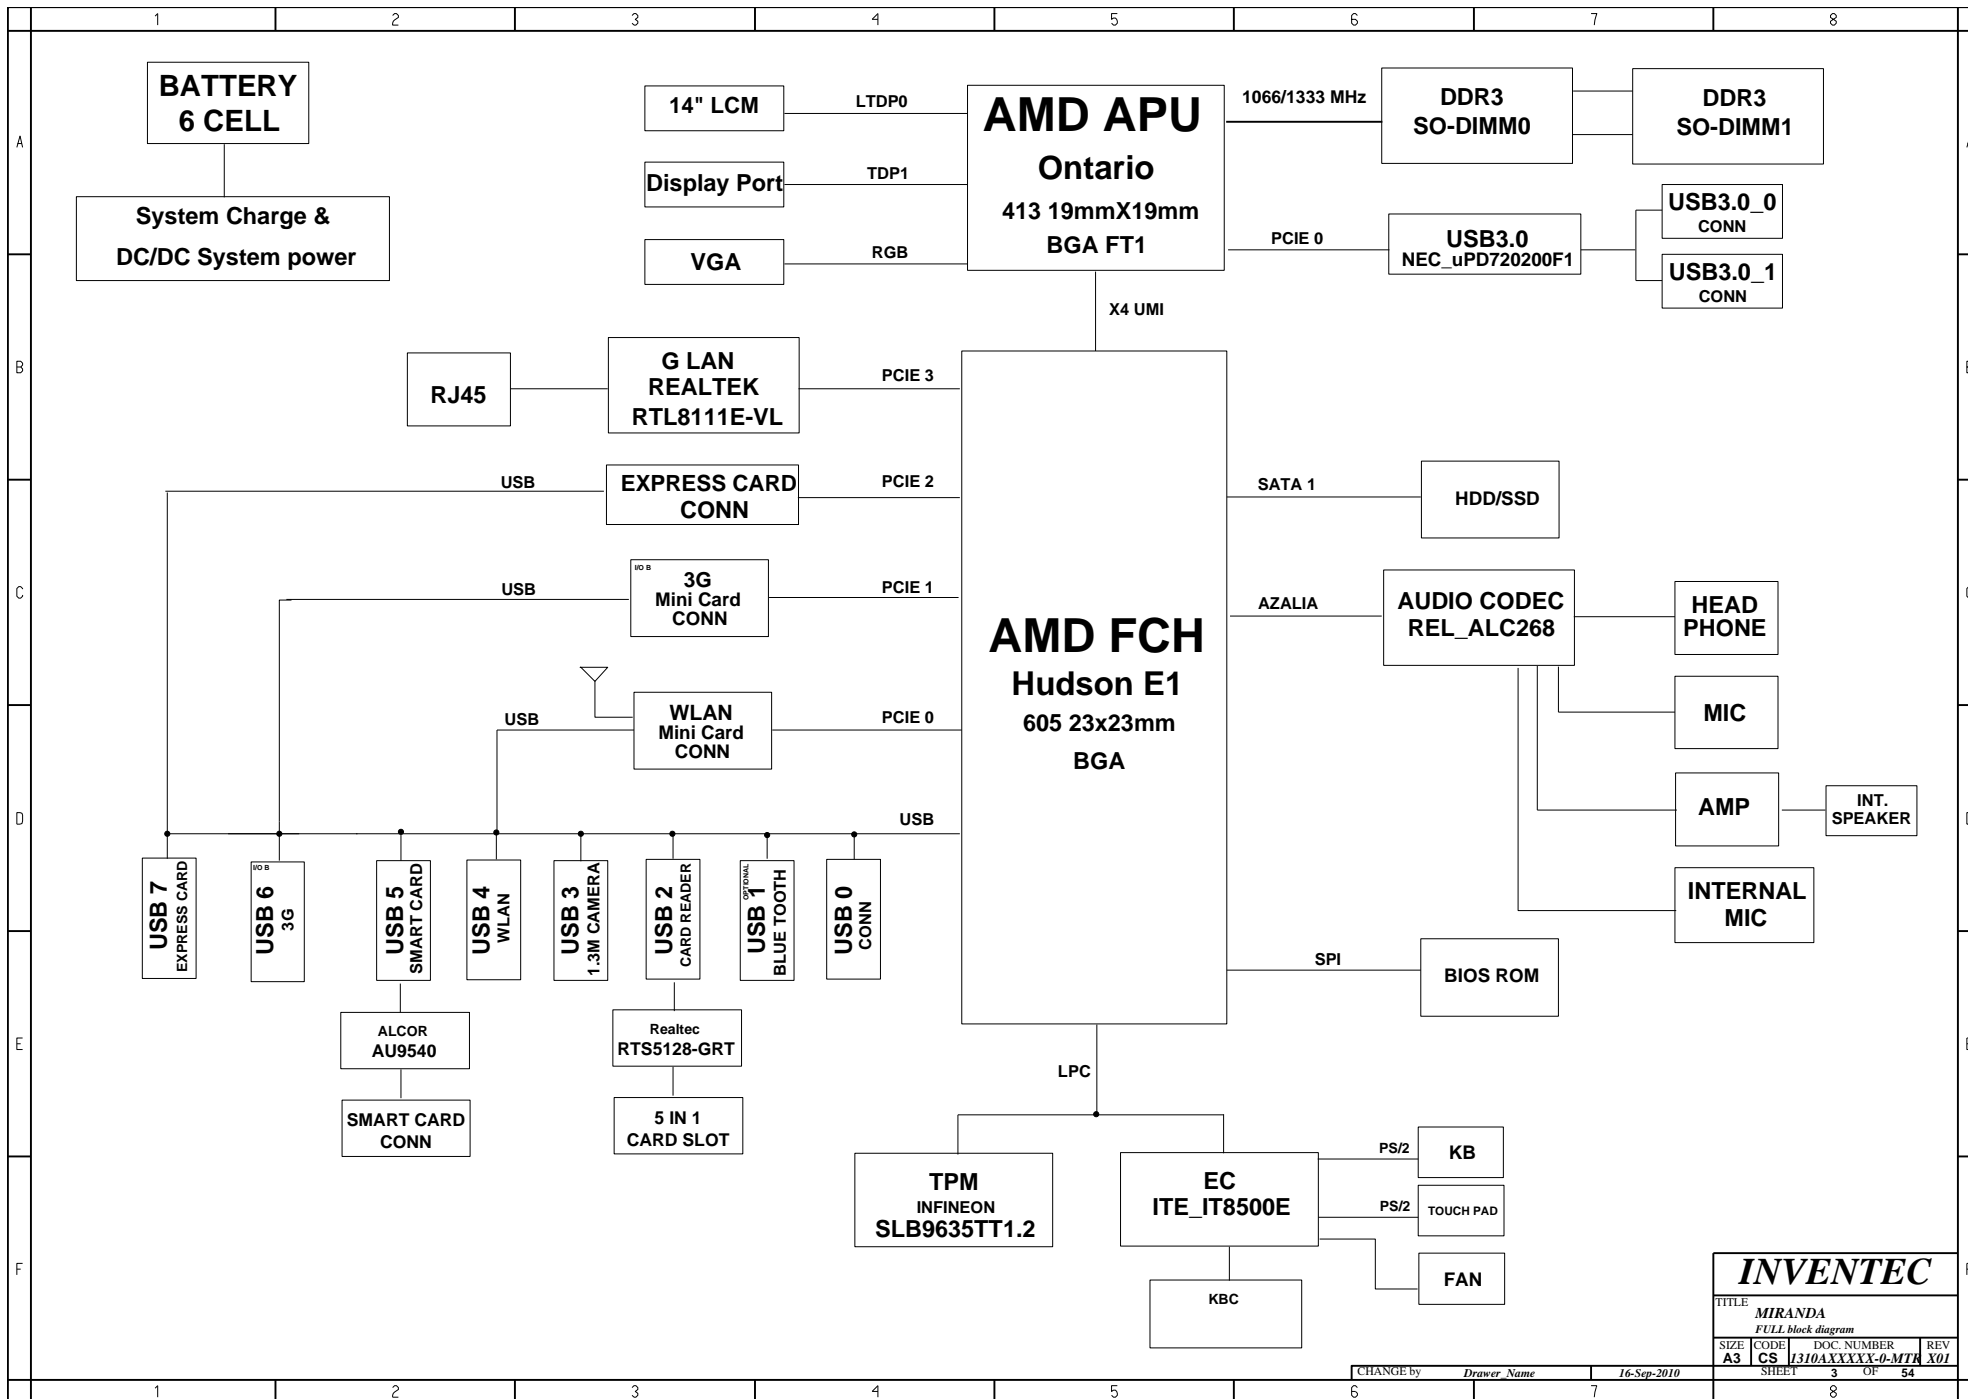 1 2 3 4 5 6 7 8
BATTERY
6 CELL
System Charge &
DC/DC System power
14" LCM
LTDP0
Display Port
TDP1
VGA
RGB
AMD APU
Ontario
413 19mmX19mm
BGA FT1
1066/1333 MHz
DDR3
SO-DIMM0
DDR3
SO-DIMM1
PCIE 0
USB3.0
NEC_uPD720200F1
USB3.0_0
CONN
USB3.0_1
CONN
X4 UMI
A
B
C
D
E
F
RJ45
G LAN
REALTEK
RTL8111E-VL
PCIE 3
USB
EXPRESS CARD
CONN
PCIE 2
USB
I/O B
3G
Mini Card
CONN
PCIE 1
USB
WLAN
Mini Card
CONN
PCIE 0
USB
AMD FCH
Hudson E1
605 23x23mm
BGA
SATA 1
HDD/SSD
AZALIA
AUDIO CODEC
REL_ALC268
HEAD
PHONE
MIC
AMP
INT.
SPEAKER
INTERNAL
MIC
SPI
BIOS ROM
USB 7
EXPRESS CARD
I/O B
USB 6
3G
USB 5
SMART CARD
USB 4
WLAN
USB 3
1.3M CAMERA
USB 2
CARD READER
OPTIONAL
USB 1
BLUE TOOTH
USB 0
CONN
ALCOR
AU9540
SMART CARD
CONN
Realtec
RTS5128-GRT
5 IN 1
CARD SLOT
LPC
TPM
INFINEON
SLB9635TT1.2
EC
ITE_IT8500E
KBC
PS/2
KB
PS/2
TOUCH PAD
FAN
INVENTEC
TITLE
MIRANDA
FULL block diagram
SIZE CODE DOC. NUMBER REV
A3 CS 1310AXXXXX-0-MTR X01
CHANGE by Drawer_Name 16-Sep-2010 SHEET 3 OF 54
1 2 3 4 5 6 7 8